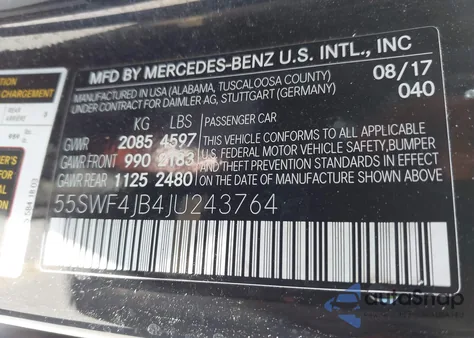 MFD BY MERCEDES-BENZ U.S. INTL., INC
MANUFACTURED IN USA (ALABAMA, TUSCALOOSA COUNTY)
UNDER CONTRACT FOR DAIMLER AG, STUTTGART (GERMANY)
08/17
040
KG LBS
GVWR 2085 4597
GAWR FRONT 990 2183
GAWR REAR 1125 2480
PASSENGER CAR
THIS VEHICLE CONFORMS TO ALL APPLICABLE
U.S. FEDERAL MOTOR VEHICLE SAFETY,BUMPER
AND THEFT PREVENTION STANDARDS IN EFFECT
ON THE DATE OF MANUFACTURE SHOWN ABOVE.
55SWF4JB4JU243764
CHARGEMENT
autoSnap